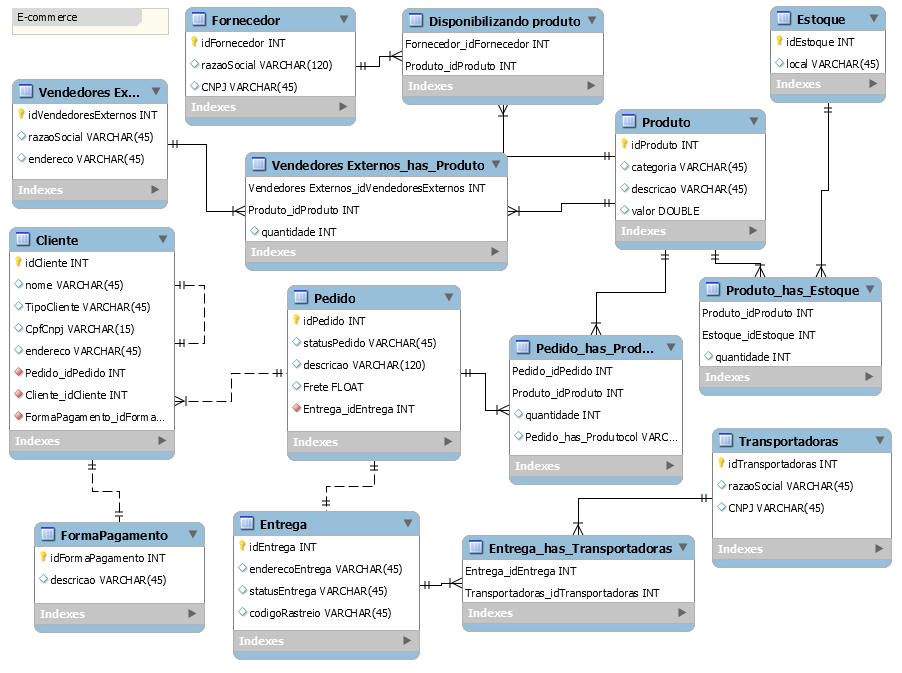 E-commerce
Fornecedor
idFornecedor INT
razaoSocial VARCHAR(120)
CNPJ VARCHAR(45)
Indexes
Disponibilizando produto
Fornecedor_idFornecedor INT
Produto_idProduto INT
Indexes
Estoque
idEstoque INT
local VARCHAR(45)
Indexes
Vendedores Ex...
idVendedoresExternos INT
razaoSocial VARCHAR(45)
endereco VARCHAR(45)
Indexes
Vendedores Externos_has_Produto
Vendedores Externos_idVendedoresExternos INT
Produto_idProduto INT
quantidade INT
Indexes
Produto
idProduto INT
categoria VARCHAR(45)
descricao VARCHAR(45)
valor DOUBLE
Indexes
Cliente
idCliente INT
nome VARCHAR(45)
TipoCliente VARCHAR(45)
CpfCnpj VARCHAR(15)
endereco VARCHAR(45)
Pedido_idPedido INT
Cliente_idCliente INT
FormaPagamento_idForma...
Indexes
Pedido
idPedido INT
statusPedido VARCHAR(45)
descricao VARCHAR(120)
Frete FLOAT
Entrega_idEntrega INT
Indexes
Pedido_has_Prod...
Pedido_idPedido INT
Produto_idProduto INT
quantidade INT
Pedido_has_Produtocol VARC...
Indexes
Produto_has_Estoque
Produto_idProduto INT
Estoque_idEstoque INT
quantidade INT
Indexes
Transportadoras
idTransportadoras INT
razaoSocial VARCHAR(45)
CNPJ VARCHAR(45)
Indexes
FormaPagamento
idFormaPagamento INT
descricao VARCHAR(45)
Indexes
Entrega
idEntrega INT
enderecoEntrega VARCHAR(45)
statusEntrega VARCHAR(45)
codigoRastreio VARCHAR(45)
Indexes
Entrega_has_Transportadoras
Entrega_idEntrega INT
Transportadoras_idTransportadoras INT
Indexes